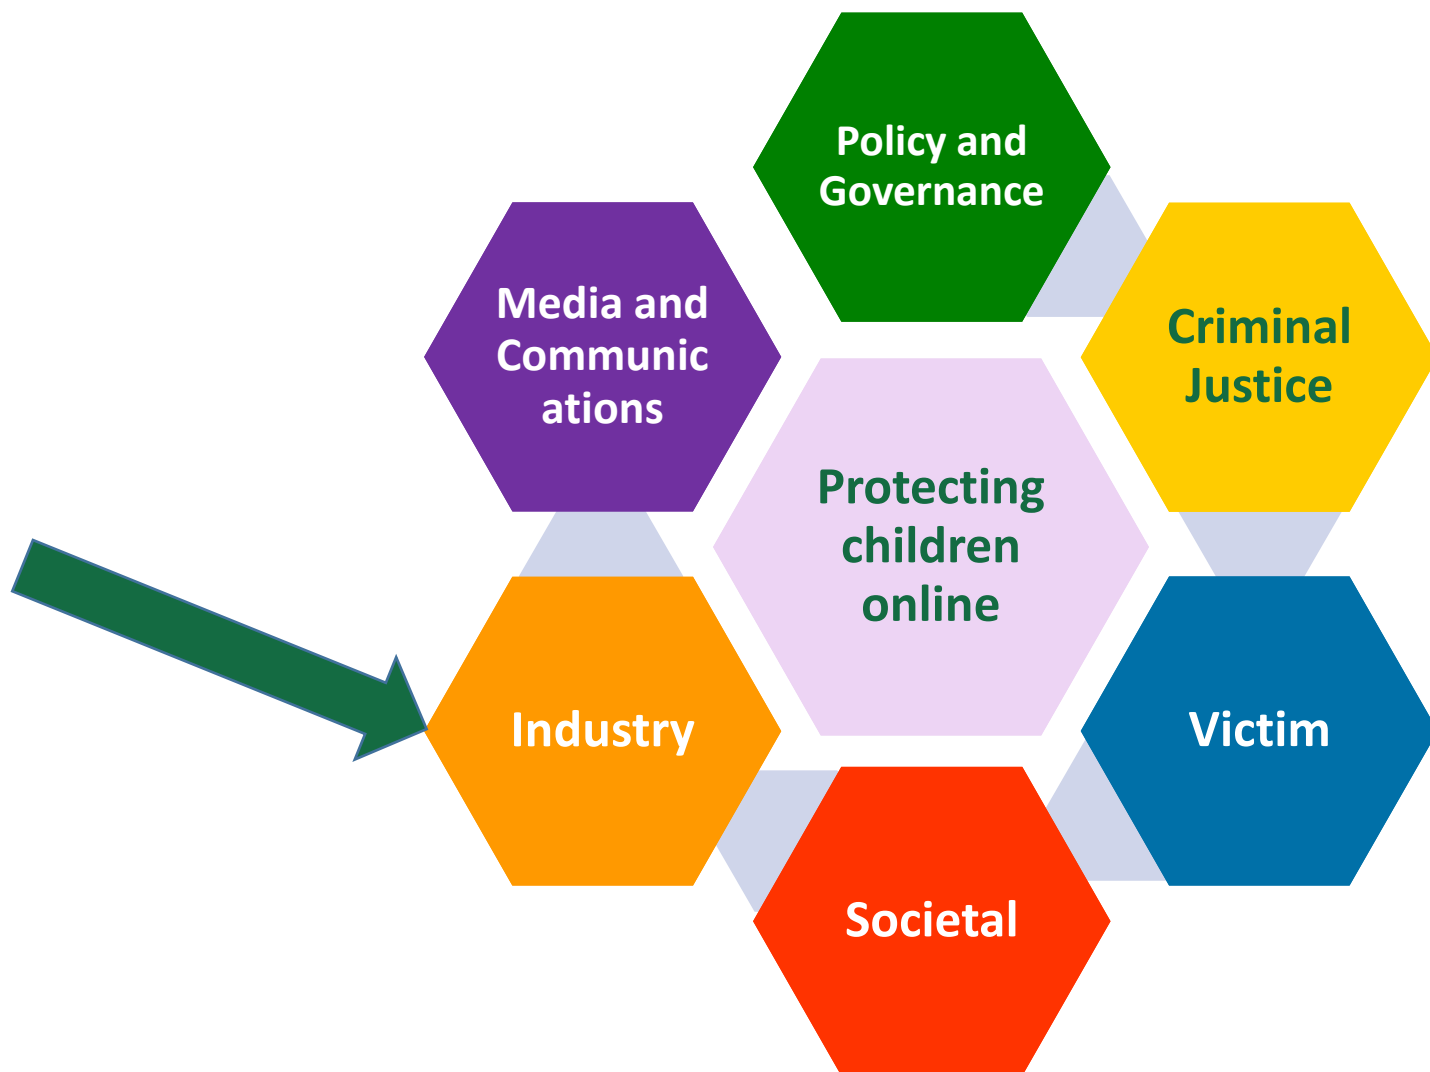 Policy and
Governance
Media and
Communic
ations
Criminal
Justice
Protecting
children
online
Industry
Victim
Societal